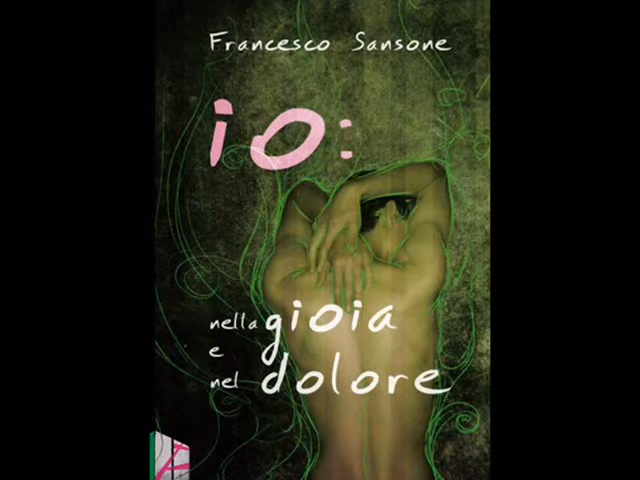 Francesco Sansone
io:
nella gioia
e
nel dolore